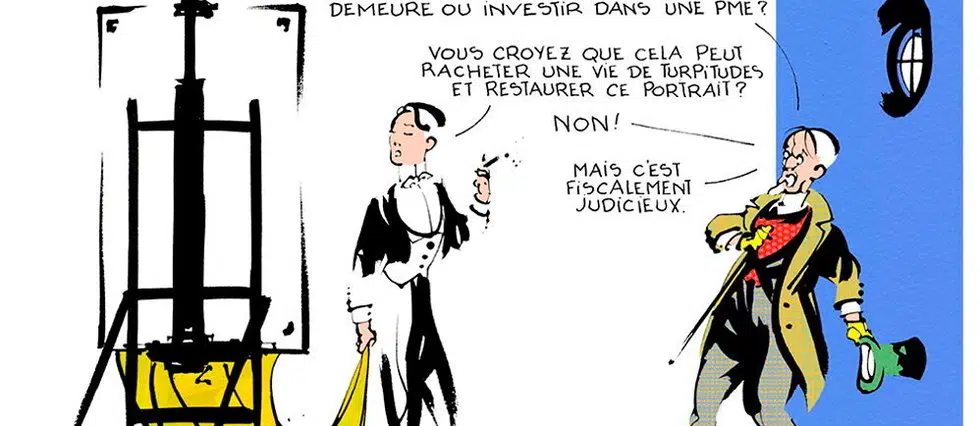 DEMEURE OU INVESTIR DANS UNE PME?
VOUS CROYEZ QUE CELA PEUT
RACHETER UNE VIE DE TURPITUDES
ET RESTAURER CE PORTRAIT?
NON!
MAIS C'EST
FISCALEMENT
JUDICIEUX.